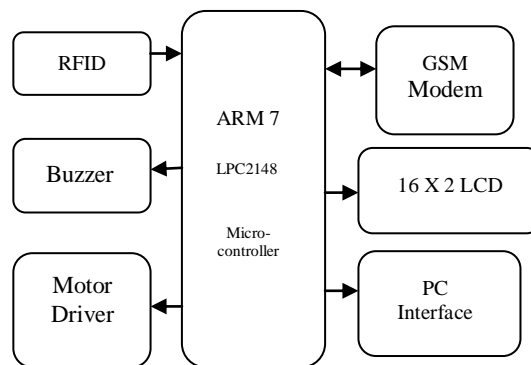 RFID
Buzzer
Motor
Driver
ARM 7
LPC2148
Micro-
controller
GSM
Modem
16 X 2 LCD
PC
Interface